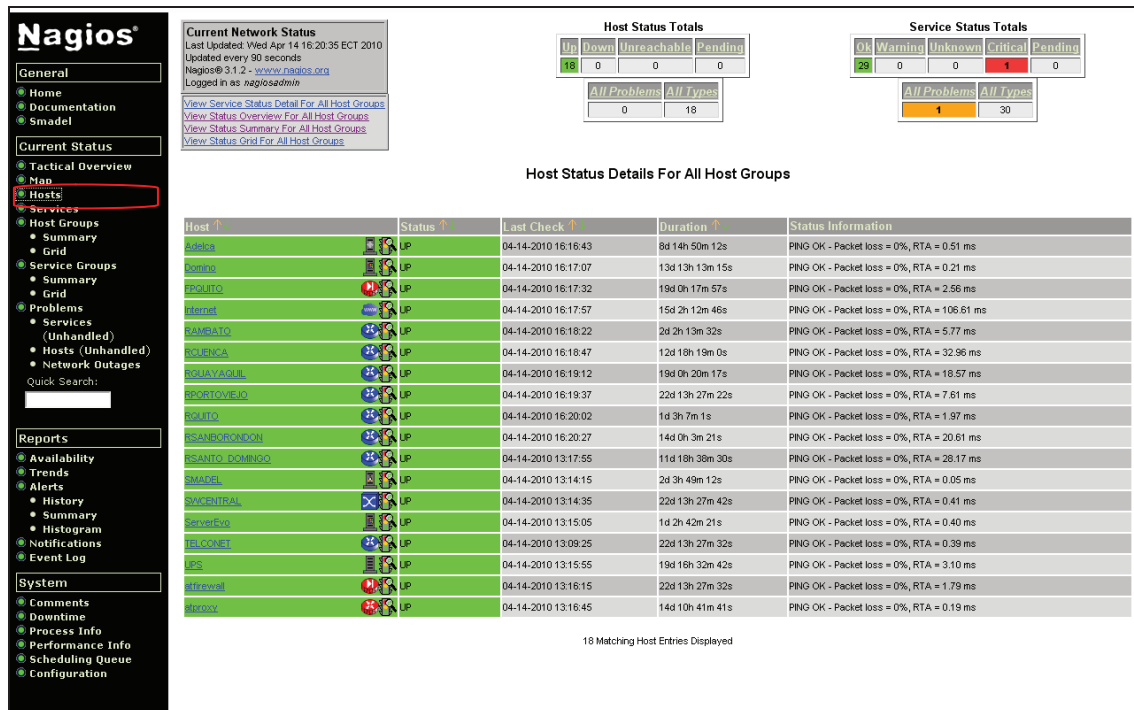 Nagios®
General
Home
Documentation
Smadel
Current Status
Tactical Overview
Map
Hosts
Services
Host Groups
Summary
Grid
Service Groups
Summary
Grid
Problems
Services
(Unhandled)
Hosts (Unhandled)
Network Outages
Quick Search:
Reports
Availability
Trends
Alerts
History
Summary
Histogram
Notifications
Event Log
System
Comments
Downtime
Process Info
Performance Info
Scheduling Queue
Configuration
Current Network Status
Last Updated: Wed Apr 14 16:20:35 ECT 2010
Updated every 90 seconds
Nagios® 3.1.2 - www.nagios.org
Logged in as nagiosadmin
View Service Status Detail For All Host Groups
View Status Overview For All Host Groups
View Status Summary For All Host Groups
View Status Grid For All Host Groups
Host Status Totals
Up Down Unreachable Pending
18 0 0 0
All Problems All Types
0 18
Service Status Totals
Ok Warning Unknown Critical Pending
29 0 0 1 0
All Problems All Types
1 30
Host Status Details For All Host Groups
Host Status Last Check Duration Status Information
Adelca UP 04-14-2010 16:16:43 8d 14h 50m 12s PING OK - Packet loss = 0%, RTA = 0.51 ms
Domino UP 04-14-2010 16:17:07 13d 13h 13m 15s PING OK - Packet loss = 0%, RTA = 0.21 ms
FPQUITO UP 04-14-2010 16:17:32 19d 0h 17m 57s PING OK - Packet loss = 0%, RTA = 2.56 ms
Internet www UP 04-14-2010 16:17:57 15d 2h 12m 46s PING OK - Packet loss = 0%, RTA = 106.61 ms
RAMBATO UP 04-14-2010 16:18:22 2d 2h 13m 32s PING OK - Packet loss = 0%, RTA = 5.77 ms
RCUENCA UP 04-14-2010 16:18:47 12d 18h 19m 0s PING OK - Packet loss = 0%, RTA = 32.96 ms
RGUAYAQUIL UP 04-14-2010 16:19:12 19d 0h 20m 17s PING OK - Packet loss = 0%, RTA = 18.57 ms
RPORTOVIEJO UP 04-14-2010 16:19:37 22d 13h 27m 22s PING OK - Packet loss = 0%, RTA = 7.61 ms
RQUITO UP 04-14-2010 16:20:02 1d 3h 7m 1s PING OK - Packet loss = 0%, RTA = 1.97 ms
RSANBORONDON UP 04-14-2010 16:20:27 14d 0h 3m 21s PING OK - Packet loss = 0%, RTA = 20.61 ms
RSANTO_DOMINGO UP 04-14-2010 13:17:55 11d 18h 38m 30s PING OK - Packet loss = 0%, RTA = 28.17 ms
SMADEL UP 04-14-2010 13:14:15 2d 3h 49m 12s PING OK - Packet loss = 0%, RTA = 0.05 ms
SWCENTRAL UP 04-14-2010 13:14:35 22d 13h 27m 42s PING OK - Packet loss = 0%, RTA = 0.41 ms
ServerEvo UP 04-14-2010 13:15:05 1d 2h 42m 21s PING OK - Packet loss = 0%, RTA = 0.40 ms
TELCONET UP 04-14-2010 13:09:25 22d 13h 27m 32s PING OK - Packet loss = 0%, RTA = 0.39 ms
UPS UP 04-14-2010 13:15:55 19d 16h 32m 42s PING OK - Packet loss = 0%, RTA = 3.10 ms
atfirewall UP 04-14-2010 13:16:15 22d 13h 27m 32s PING OK - Packet loss = 0%, RTA = 1.79 ms
atproxy UP 04-14-2010 13:16:45 14d 10h 41m 41s PING OK - Packet loss = 0%, RTA = 0.19 ms
18 Matching Host Entries Displayed